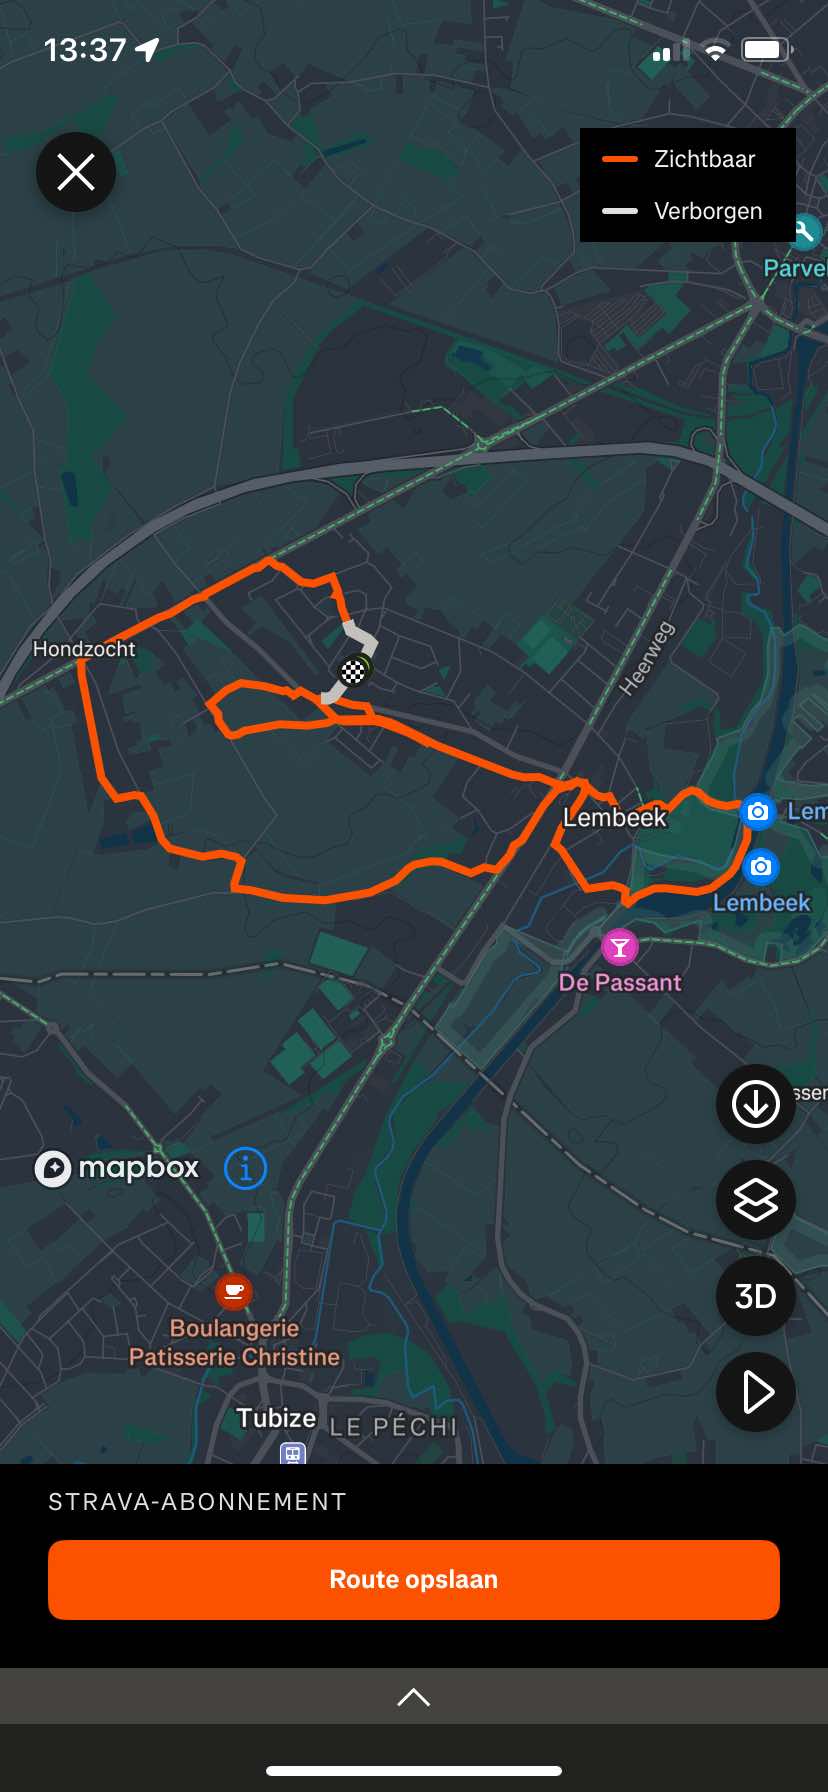 13:37
Zichtbaar
Verborgen
Parvel
Hondzocht
Heerweg
Lembeek
Lem
Lembeek
De Passant
sser
mapbox
Boulangerie
Patisserie Christine
3D
Tubize
LE PÉCHI
STRAVA-ABONNEMENT
Route opslaan